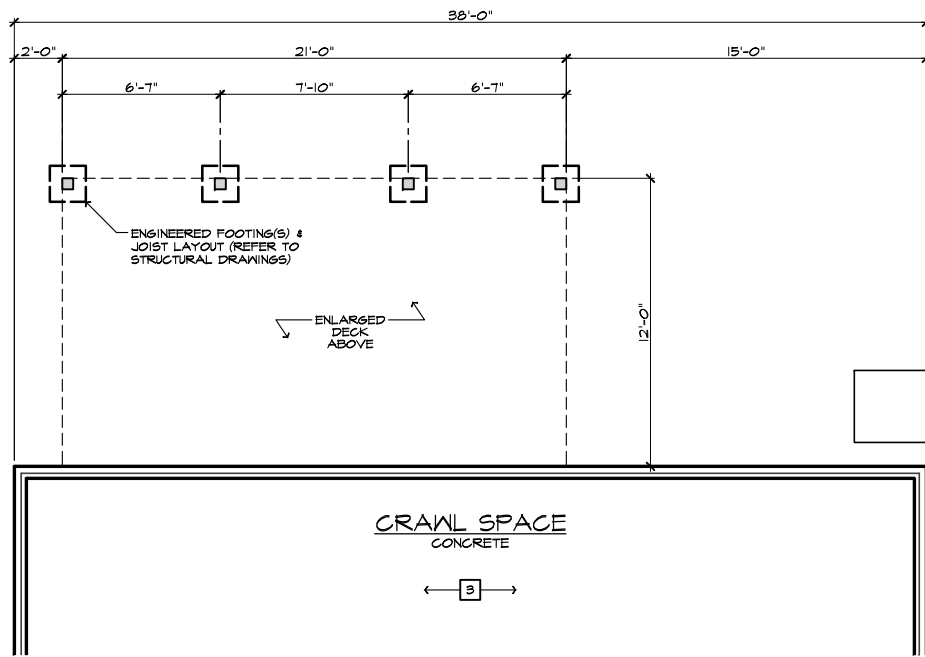 38'-0"
2'-0"
21'-0"
15'-0"
6'-7"
7'-10"
6'-7"
ENGINEERED FOOTING(S) &
JOIST LAYOUT (REFER TO
STRUCTURAL DRAWINGS)
12'-0"
ENLARGED
DECK
ABOVE
CRAWL SPACE
CONCRETE
3